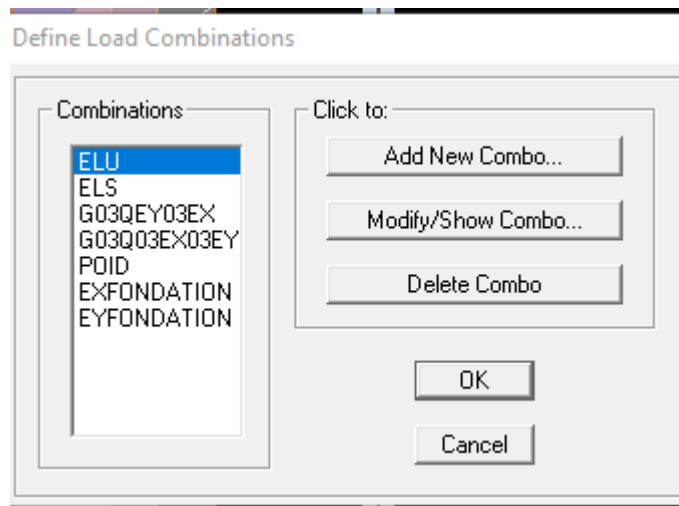 Define Load Combinations
Combinations
ELU
ELS
G03QEY03EX
G03Q03EX03EY
POID
EXFONDATION
EYFONDATION
Click to:
Add New Combo...
Modify/Show Combo...
Delete Combo
OK
Cancel